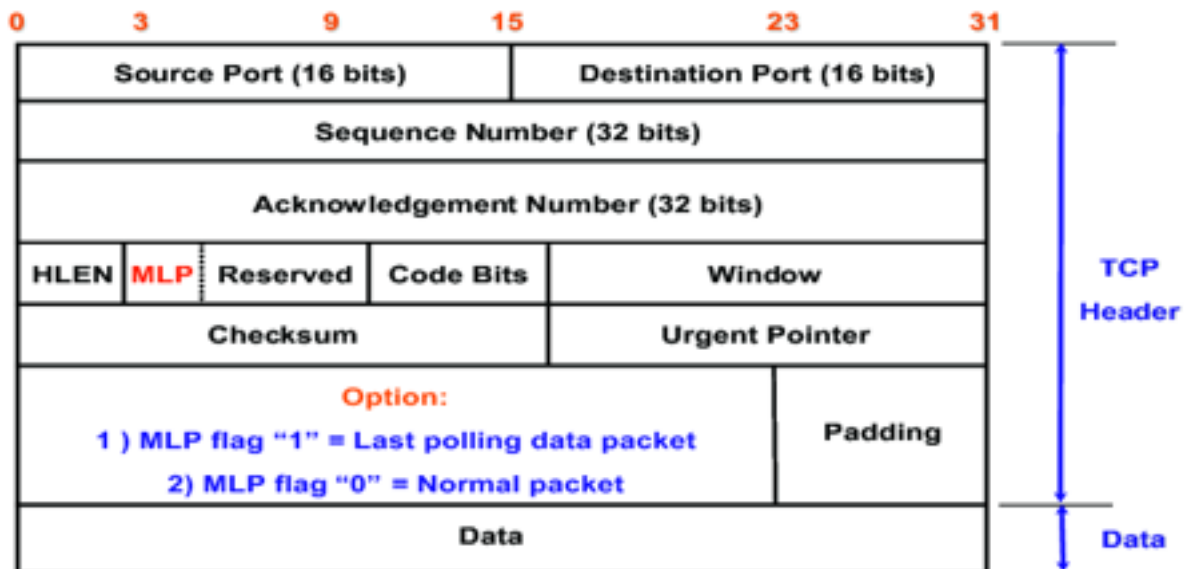 0 3 9 15 23 31
Source Port (16 bits) Destination Port (16 bits)
Sequence Number (32 bits)
Acknowledgement Number (32 bits)
HLEN MLP Reserved Code Bits Window
TCP
Header
Checksum Urgent Pointer
Option:
1 ) MLP flag “1” = Last polling data packet
2) MLP flag “0” = Normal packet
Padding
Data
Data